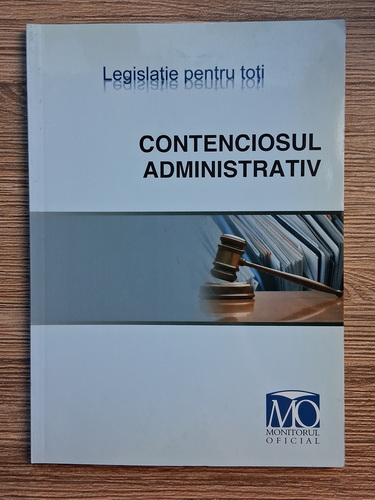 Legislație pentru toți
CONTENCIOSUL
ADMINISTRATIV
MO
MONITORUL
OFICIAL